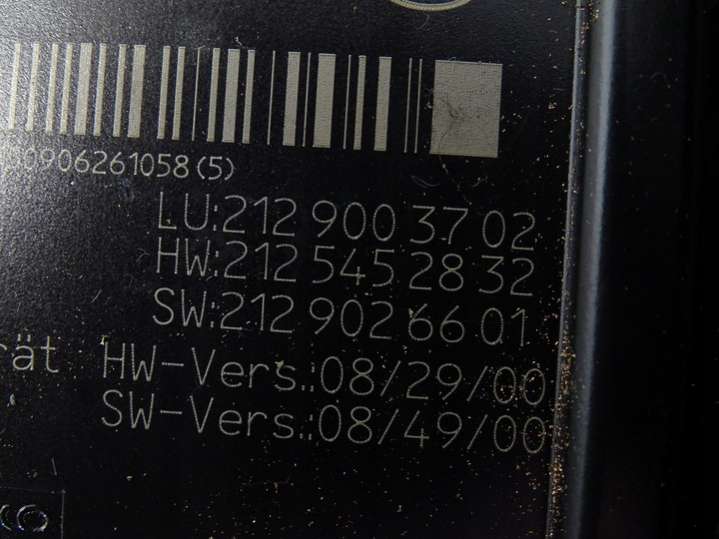 0906261058(5)
LU:212 900 37 02
HW:212 545 28 32
SW:212 902 66 01
HW-Vers.:08/29/00
SW-Vers.:08/49/00